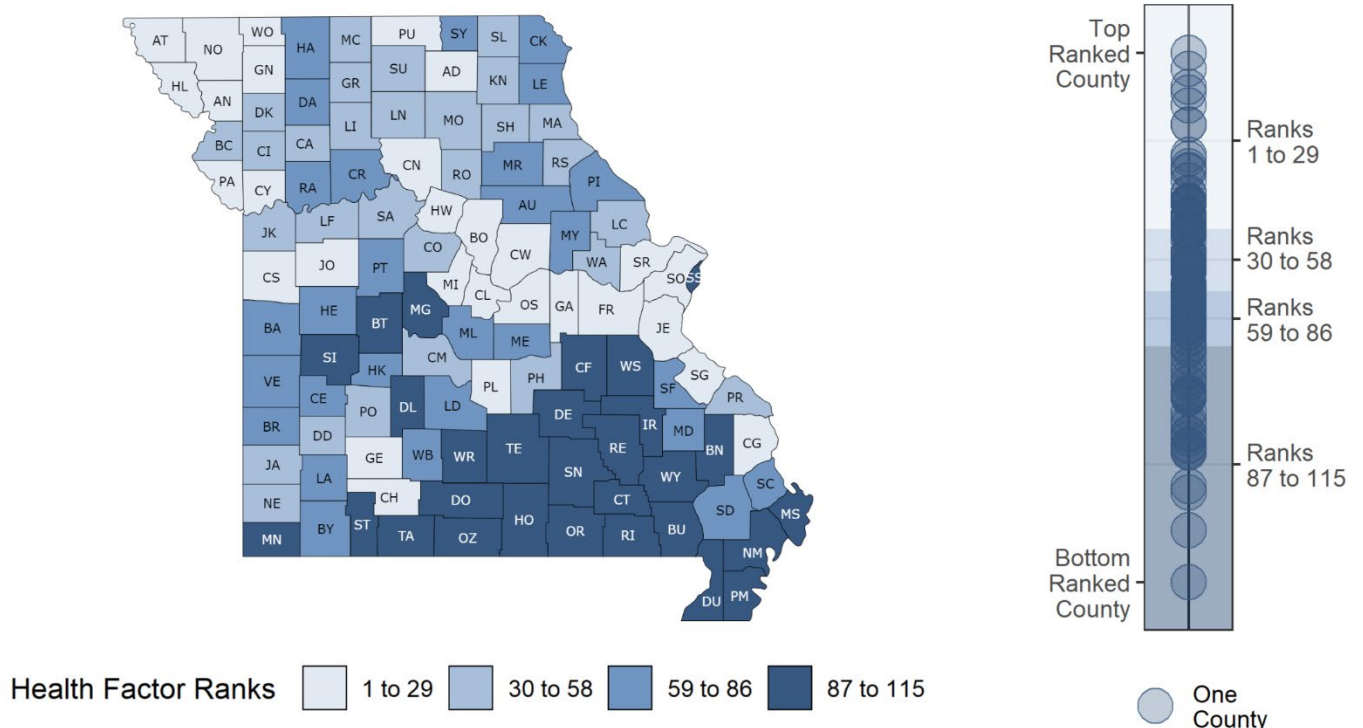 AT NO WO HA MC PU SY SL CK
HL GN GR SU AD KN LE
AN DK DA LI LN MO SH MA
BC CI CA CN RO MR RS PI
PA CY RA CR HW AU
JK LF SA CO BO CW MY WA LC
CS JO PT MI CL OS GA FR SR SO SS
BA HE BT MG ML ME JE
VE SI HK CM PL PH CF WS SF SG PR
BR CE PO DL LD DE IR MD BN CG
JA DD GE WB WR TE RE
NE LA CH DO SN WY SC
MN BY ST TA OZ HO OR CT RI BU SD MS
NM
DU PM
Health Factor Ranks
1 to 29
30 to 58
59 to 86
87 to 115
Top
Ranked
County
Bottom
Ranked
County
Ranks
1 to 29
Ranks
30 to 58
Ranks
59 to 86
Ranks
87 to 115
One
County